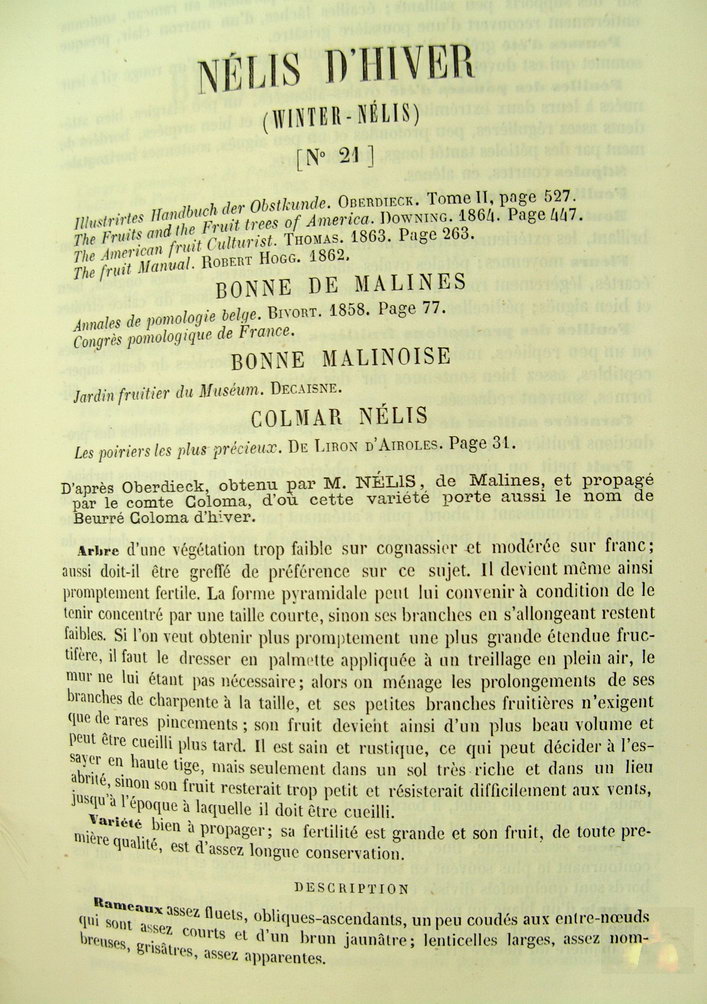 NÉLIS D'HIVER
(WINTER-NÉLIS)
[N° 21]
Illustrirtes Handbuch der Obstkunde. OBERDIECK. Tome II, page 527.
The Fruits and the Fruit trees of America. DOWNING. 1864. Page 447.
The American fruit Culturist. THOMAS. 1863. Page 263.
The fruit Manual. ROBERT HOGG. 1862.
BONNE DE MALINES
Annales de pomologie belge. BIVORT. 1858. Page 77.
Congrès pomologique de France.
BONNE MALINOISE
Jardin fruitier du Muséum. DECAISNE.
COLMAR NÉLIS
Les poiriers les plus précieux. DE LIRON D'AIROLES. Page 31.
D'après Oberdieck, obtenu par M. NÉLIS, de Malines, et propagé
par le comte Coloma, d'où cette variété porte aussi le nom de
Beurré Coloma d'hiver.
Arbre d'une végétation trop faible sur cognassier et modérée sur franc;
aussi doit-il être greffé de préférence sur ce sujet. Il devient même ainsi
promptement fertile. La forme pyramidale peut lui convenir à condition de le
tenir concentré par une taille courte, sinon ses branches en s'allongeant restent
faibles. Si l'on veut obtenir plus promptement une plus grande étendue fruc-
tifère, il faut le dresser en palmette appliquée à un treillage en plein air, le
mur ne lui étant pas nécessaire; alors on ménage les prolongements de ses
branches de charpente à la taille, et ses petites branches fruitières n'exigent
que de rares pincements; son fruit devient ainsi d'un plus beau volume et
peut être cueilli plus tard. Il est sain et rustique, ce qui peut décider à l'es-
sayer en haute tige, mais seulement dans un sol très riche et dans un lieu
abrité, sinon son fruit resterait trop petit et résisterait difficilement aux vents,
jusqu'à l'époque à laquelle il doit être cueilli.
Variété bien à propager; sa fertilité est grande et son fruit, de toute pre-
mière qualité, est d'assez longue conservation.
DESCRIPTION
Rameaux assez fluets, obliques-ascendants, un peu coudés aux entre-nœuds
qui sont assez courts et d'un brun jaunâtre; lenticelles larges, assez nom-
breuses, grisâtres, assez apparentes.